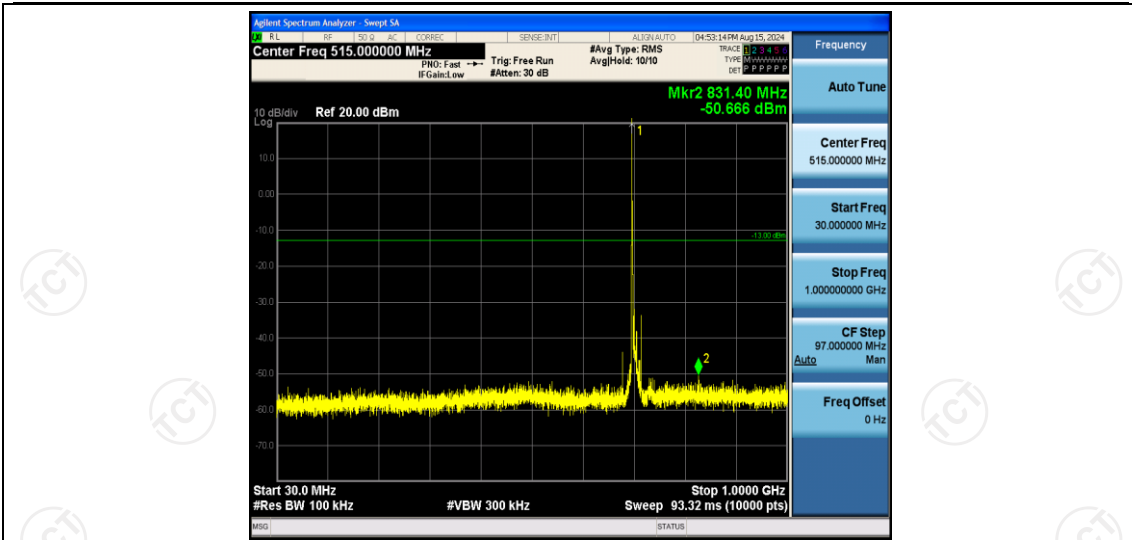 Agilent Spectrum Analyzer - Swept SA
LXI RL RF 50 Ω AC CORREC SENSE:INT ALIGN AUTO 04:53:14 PM Aug 15, 2024
Center Freq 515.000000 MHz
#Avg Type: RMS
TRACE 1 2 3 4 5 6
PNO: Fast Trig: Free Run Avg|Hold: 10/10
TYPE M
IFGain:Low #Atten: 30 dB
DET P P P P P P
Mkr2 831.40 MHz
-50.666 dBm
10 dB/div Ref 20.00 dBm
Log
1
10.0
0.00
-10.0
-13.00 dBm
-20.0
-30.0
-40.0
2
-50.0
-60.0
-70.0
Start 30.0 MHz Stop 1.0000 GHz
#Res BW 100 kHz #VBW 300 kHz Sweep 93.32 ms (10000 pts)
MSG STATUS
Frequency
Auto Tune
Center Freq
515.000000 MHz
Start Freq
30.000000 MHz
Stop Freq
1.000000000 GHz
CF Step
97.000000 MHz
Auto Man
Freq Offset
0 Hz
TCT
TCT
TCT
TCT